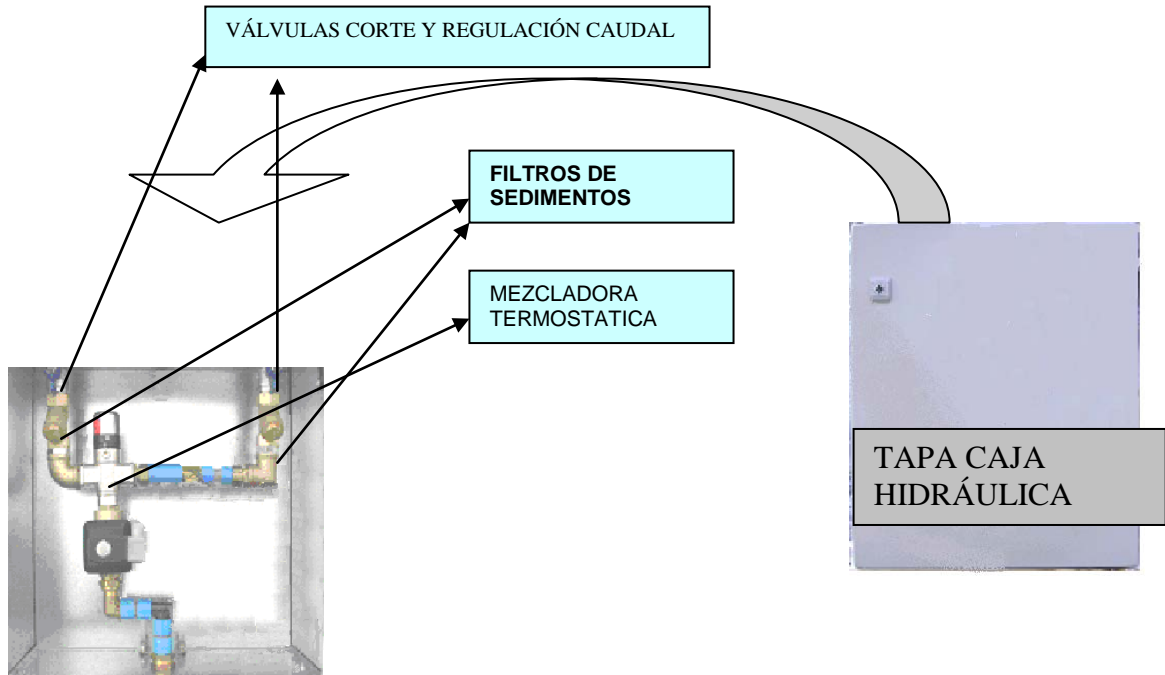 VÁLVULAS CORTE Y REGULACIÓN CAUDAL
FILTROS DE
SEDIMENTOS
MEZCLADORA
TERMOSTATICA
TAPA CAJA
HIDRÁULICA